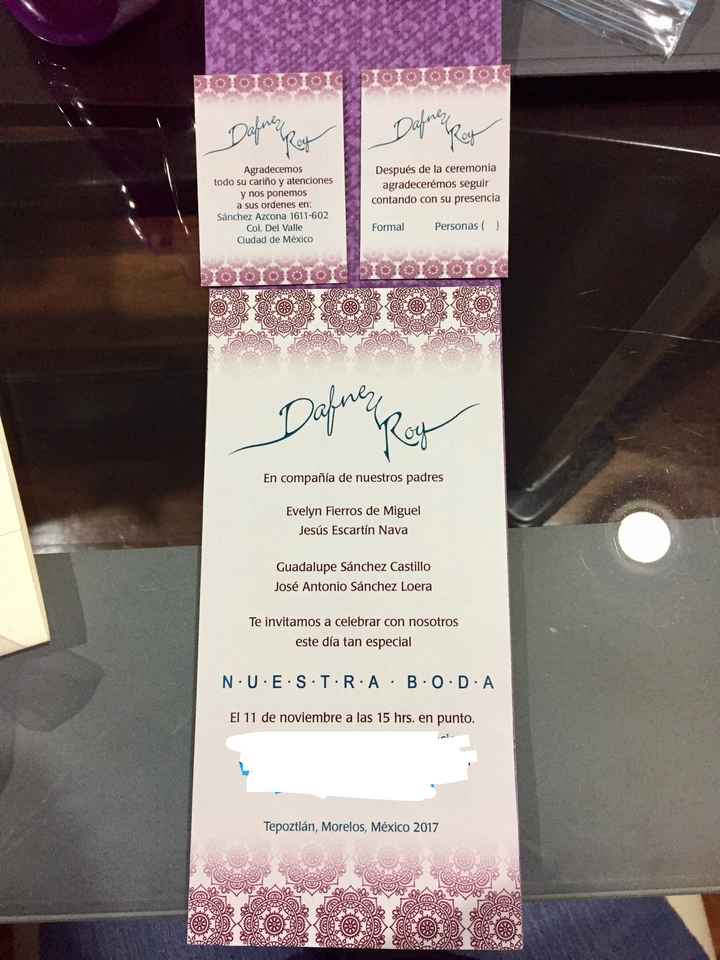 Dafne y Roy
Agradecemos
todo su cariño y atenciones
y nos ponemos
a sus ordenes en:
Sánchez Azcona 1611-602
Col. Del Valle
Ciudad de México
Dafne y Roy
Después de la ceremonia
agradecerémos seguir
contando con su presencia
Formal Personas ( )
Dafne y Roy
En compañía de nuestros padres
Evelyn Fierros de Miguel
Jesús Escartín Nava
Guadalupe Sánchez Castillo
José Antonio Sánchez Loera
Te invitamos a celebrar con nosotros
este día tan especial
N·U·E·S·T·R·A · B·O·D·A
El 11 de noviembre a las 15 hrs. en punto.
Tepoztlán, Morelos, México 2017